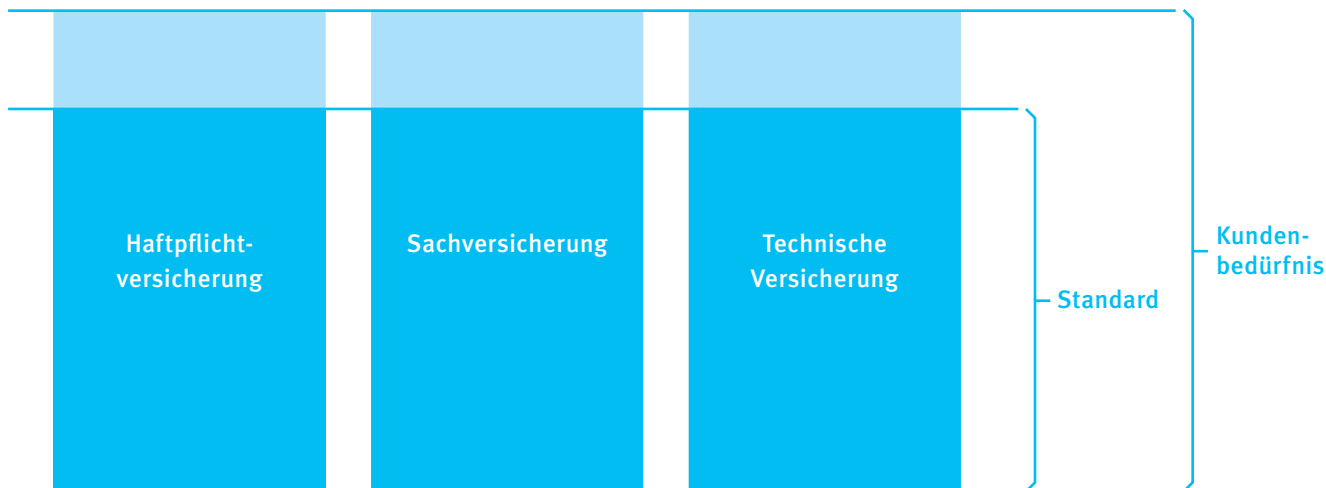 Haftpflicht-
versicherung
Sachversicherung
Technische
Versicherung
Kunden-
bedürfnis
Standard